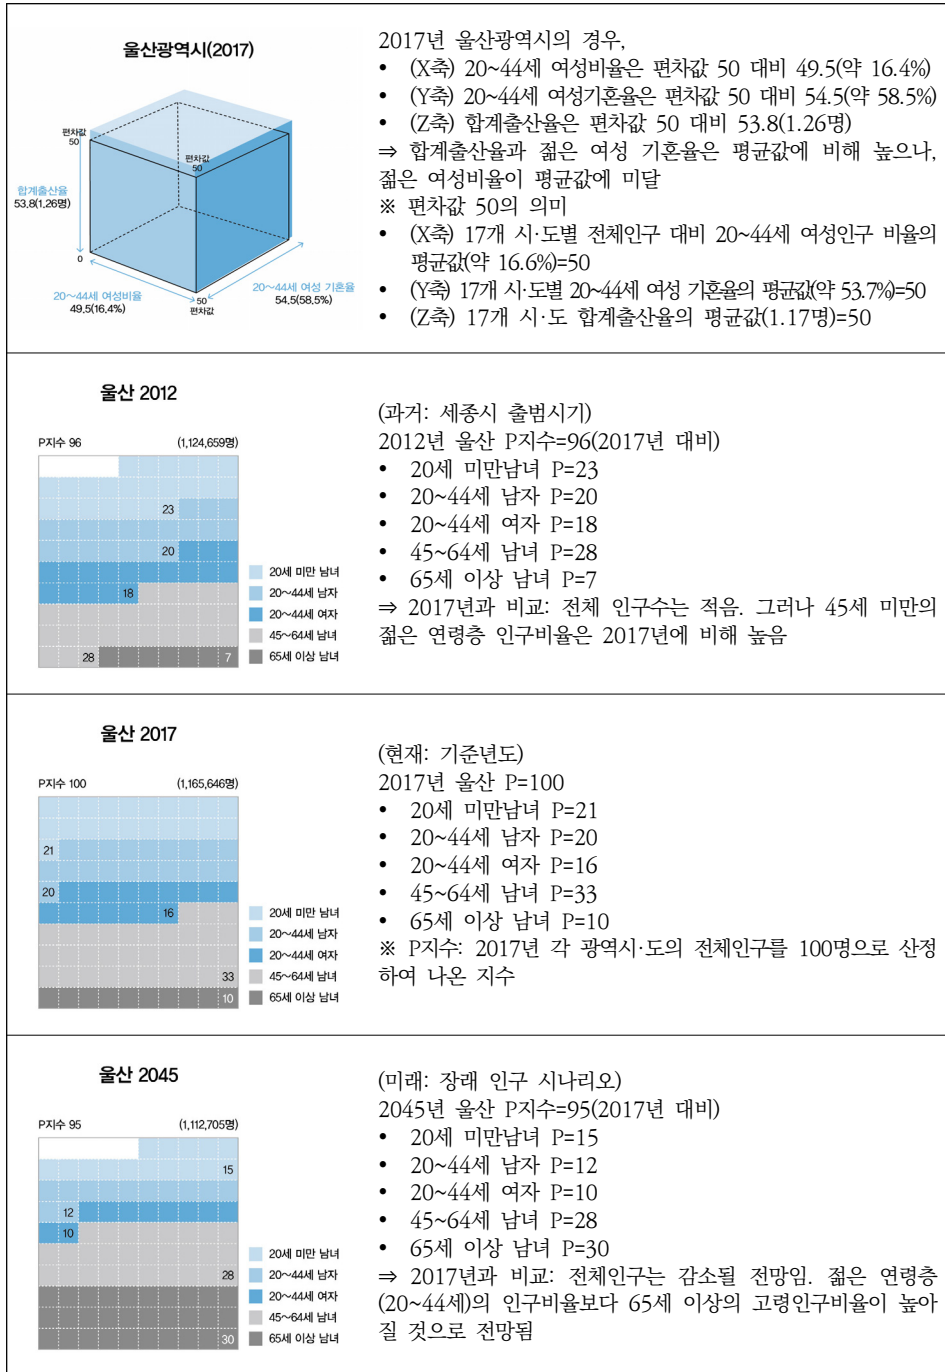 울산광역시(2017)
편차값
50
편차값
50
합계출산율
53.8(1.26명)
0
20~44세 여성비율
49.5(16.4%)
50
편차값
20~44세 여성 기혼율
54.5(58.5%)
2017년 울산광역시의 경우,
• (X축) 20~44세 여성비율은 편차값 50 대비 49.5(약 16.4%)
• (Y축) 20~44세 여성기혼율은 편차값 50 대비 54.5(약 58.5%)
• (Z축) 합계출산율은 편차값 50 대비 53.8(1.26명)
⇒ 합계출산율과 젊은 여성 기혼율은 평균값에 비해 높으나,
젊은 여성비율이 평균값에 미달
※ 편차값 50의 의미
• (X축) 17개 시·도별 전체인구 대비 20~44세 여성인구 비율의
평균값(약 16.6%)=50
• (Y축) 17개 시·도별 20~44세 여성 기혼율의 평균값(약 53.7%)=50
• (Z축) 17개 시·도 합계출산율의 평균값(1.17명)=50
울산 2012
P지수 96 (1,124,659명)
23
20
18
28 7
20세 미만 남녀
20~44세 남자
20~44세 여자
45~64세 남녀
65세 이상 남녀
(과거: 세종시 출범시기)
2012년 울산 P지수=96(2017년 대비)
• 20세 미만남녀 P=23
• 20~44세 남자 P=20
• 20~44세 여자 P=18
• 45~64세 남녀 P=28
• 65세 이상 남녀 P=7
⇒ 2017년과 비교: 전체 인구수는 적음. 그러나 45세 미만의
젊은 연령층 인구비율은 2017년에 비해 높음
울산 2017
P지수 100 (1,165,646명)
21
20
16
33
10
20세 미만 남녀
20~44세 남자
20~44세 여자
45~64세 남녀
65세 이상 남녀
(현재: 기준년도)
2017년 울산 P=100
• 20세 미만남녀 P=21
• 20~44세 남자 P=20
• 20~44세 여자 P=16
• 45~64세 남녀 P=33
• 65세 이상 남녀 P=10
※ P지수: 2017년 각 광역시·도의 전체인구를 100명으로 산정
하여 나온 지수
울산 2045
P지수 95 (1,112,705명)
15
12
10
28
30
20세 미만 남녀
20~44세 남자
20~44세 여자
45~64세 남녀
65세 이상 남녀
(미래: 장래 인구 시나리오)
2045년 울산 P지수=95(2017년 대비)
• 20세 미만남녀 P=15
• 20~44세 남자 P=12
• 20~44세 여자 P=10
• 45~64세 남녀 P=28
• 65세 이상 남녀 P=30
⇒ 2017년과 비교: 전체인구는 감소될 전망임. 젊은 연령층
(20~44세)의 인구비율보다 65세 이상의 고령인구비율이 높아
질 것으로 전망됨